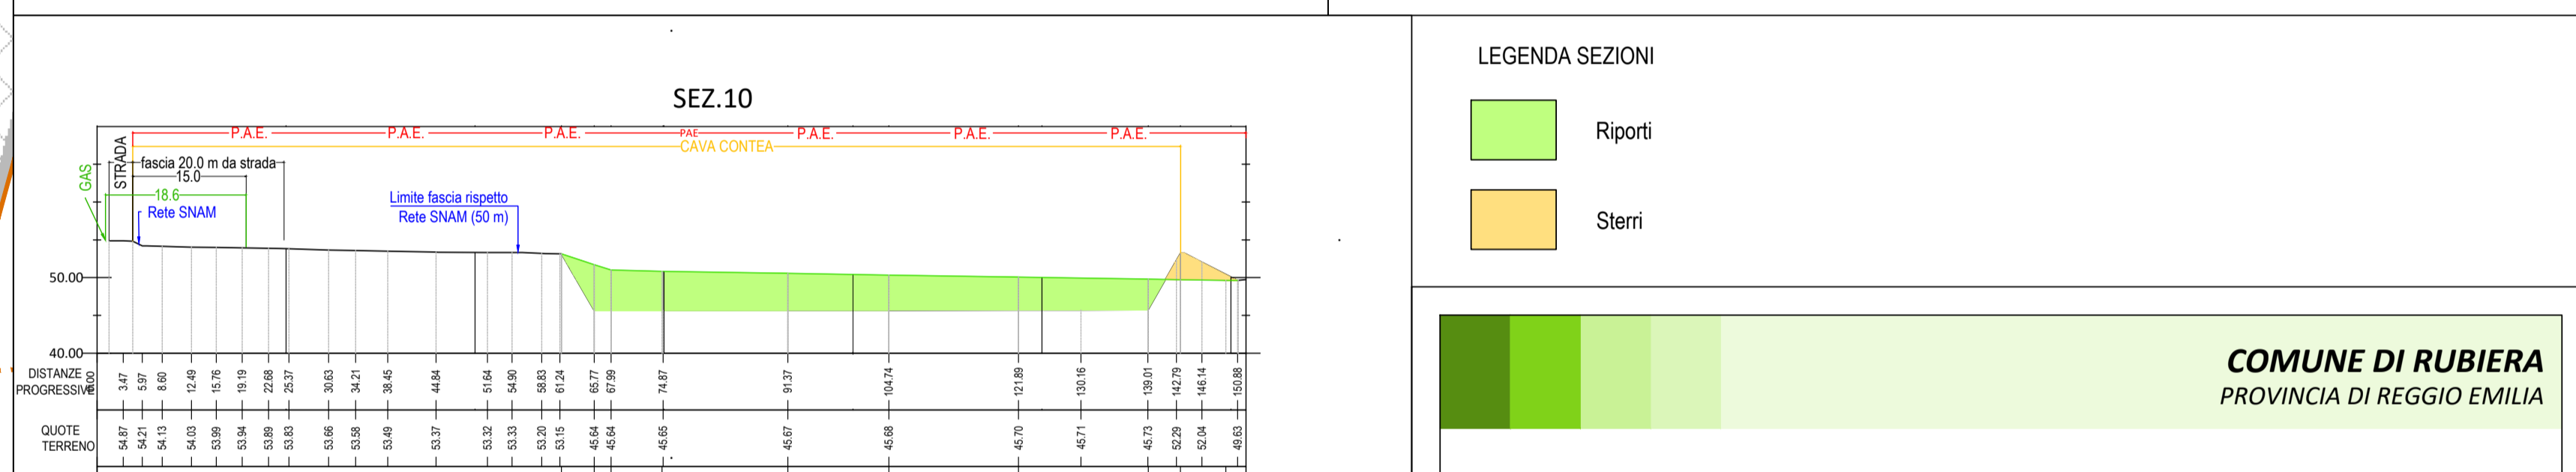 SEZ.10
P.A.E. P.A.E. P.A.E. PAE P.A.E. P.A.E. P.A.E.
CAVA CONTEA
GAS
STRADA
fascia 20.0 m da strada
15.0
18.6
Rete SNAM
Limite fascia rispetto
Rete SNAM (50 m)
50.00
40.00
DISTANZE
PROGRESSIVE
3.47 5.97 8.60 12.49 15.76 19.19 22.68 25.37 30.63 34.21 38.45 44.84 51.64 54.90 58.83 61.24 65.77 67.99 74.87 91.37 104.74 121.89 130.16 139.01 142.79 146.14 150.88
QUOTE
TERRENO
54.87 54.21 54.13 54.03 53.99 53.94 53.89 53.83 53.66 53.58 53.49 53.37 53.32 53.33 53.20 53.15 45.64 45.64 45.65 45.67 45.68 45.70 45.71 45.73 52.29 52.04 49.63
LEGENDA SEZIONI
Riporti
Sterri
COMUNE DI RUBIERA
PROVINCIA DI REGGIO EMILIA